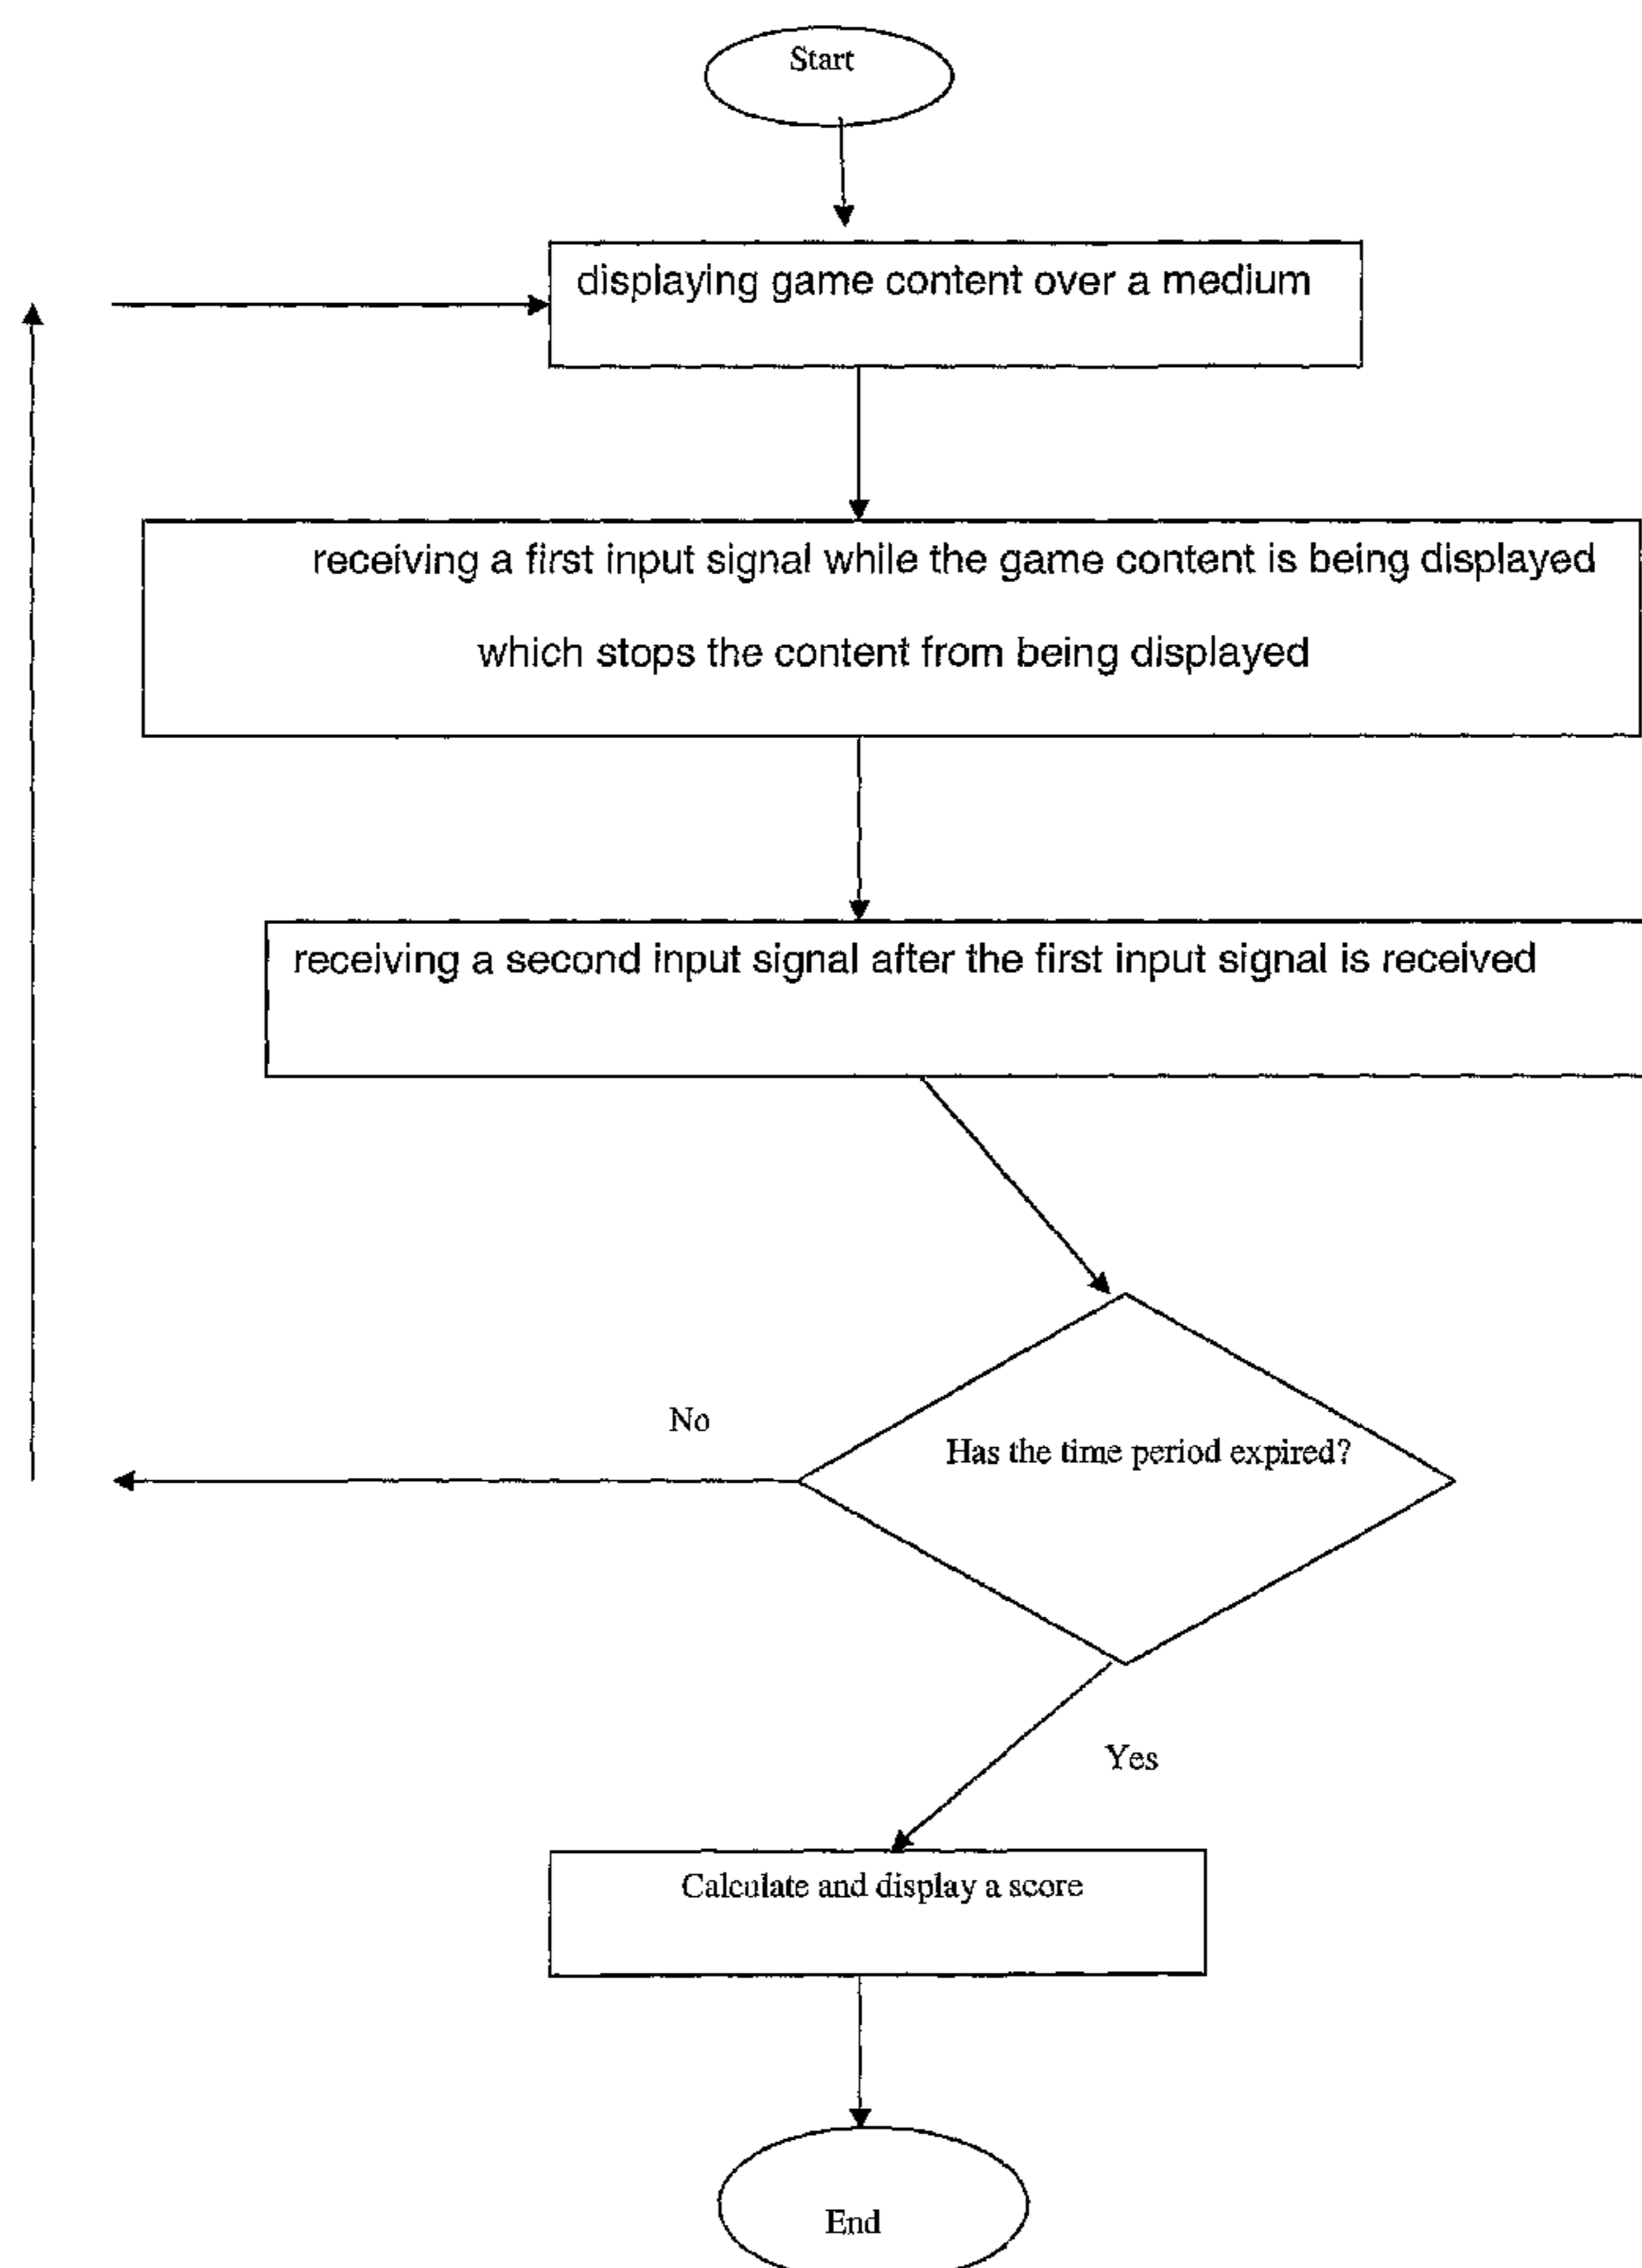 Start
displaying game content over a medium
receiving a first input signal while the game content is being displayed
which stops the content from being displayed
receiving a second input signal after the first input signal is received
No
Has the time period expired?
Yes
Calculate and display a score
End